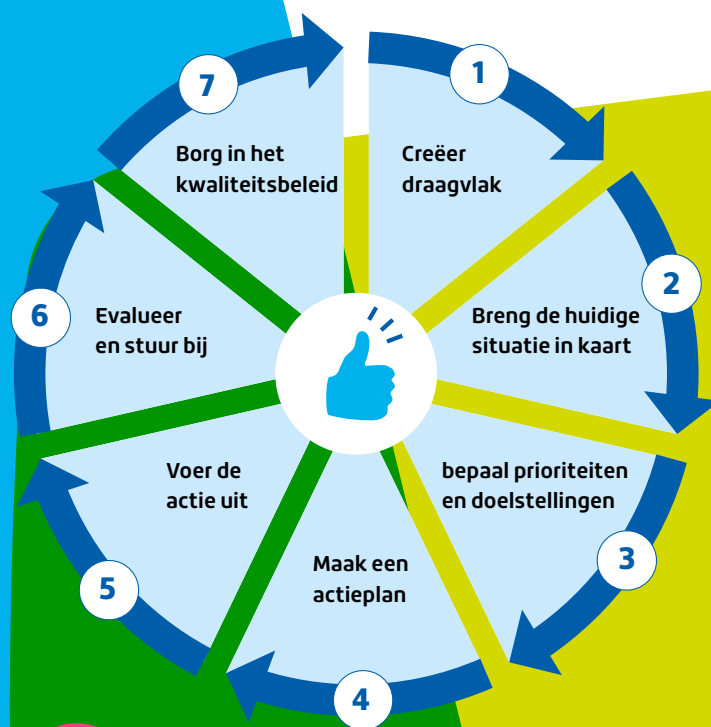 1
Creëer
draagvlak
2
Breng de huidige
situatie in kaart
3
bepaal prioriteiten
en doelstellingen
4
Maak een
actieplan
5
Voer de
actie uit
6
Evalueer
en stuur bij
7
Borg in het
kwaliteitsbeleid